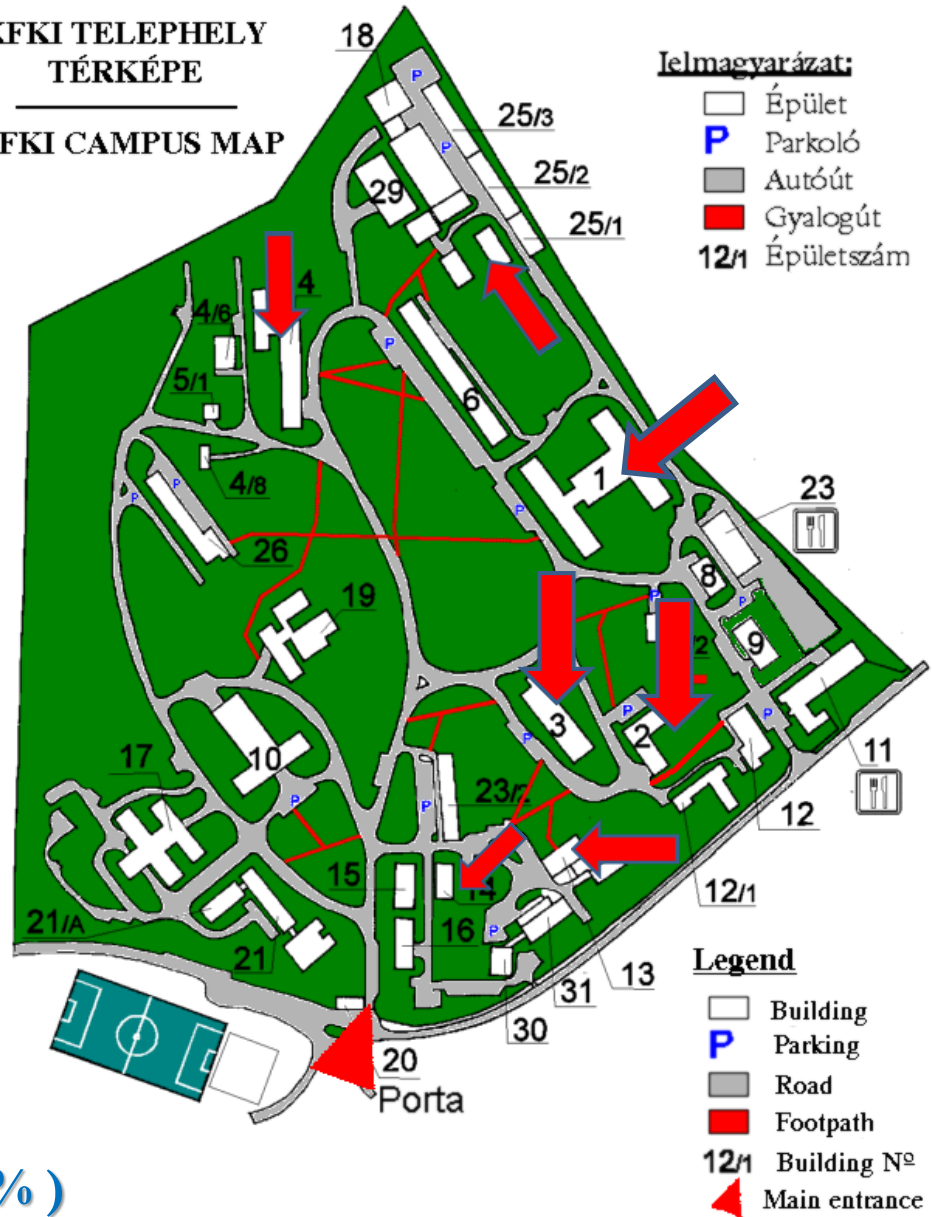 KFKI TELEPHELY
TÉRKÉPE
KFKI CAMPUS MAP
Jelmagyarázat:
Épület
P Parkoló
Autóút
Gyalogút
12/1 Épületszám
18
P
25/3
P
25/2
29
25/1
4
4/6
P
6
5/1
1
4/8
P
P
23
P
26
8
19
P
P
/2
9
3
P
2
P
10
P
11
17
23/2
12
P
P
15
14
12/1
21/A
16
P
21
31
13
30
20
Porta
Legend
Building
P Parking
Road
Footpath
12/1 Building Nº
Main entrance
% )